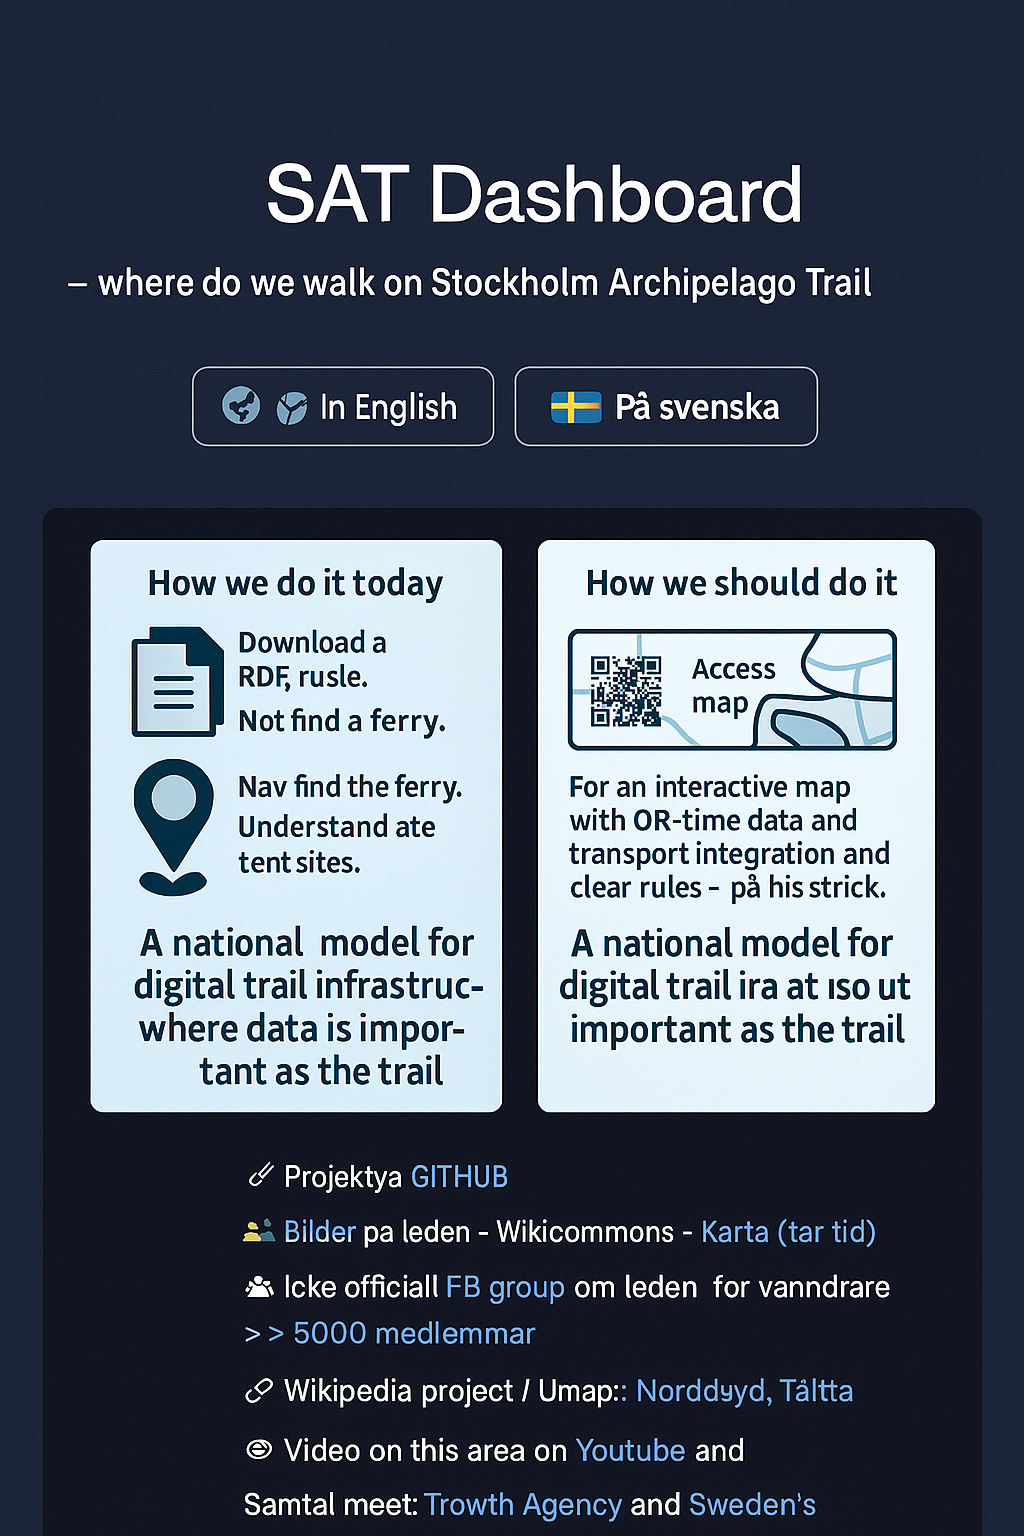 SAT Dashboard
– where do we walk on Stockholm Archipelago Trail
In English
På svenska
How we do it today
Download a
RDF, rusle.
Not find a ferry.
Nav find the ferry.
Understand ate
tent sites.
A national model for
digital trail infrastruc-
where data is impor-
tant as the trail
How we should do it
Access
map
For an interactive map
with OR-time data and
transport integration and
clear rules - på his strick.
A national model for
digital trail ira at ıso ut
important as the trail
Projektya GITHUB
Bilder pa leden - Wikicommons - Karta (tar tid)
Icke officiall FB group om leden for vanndrare
>> 5000 medlemmar
Wikipedia project / Umap:: Norddyyd, Tåltta
Video on this area on Youtube and
Samtal meet: Trowth Agency and Sweden's